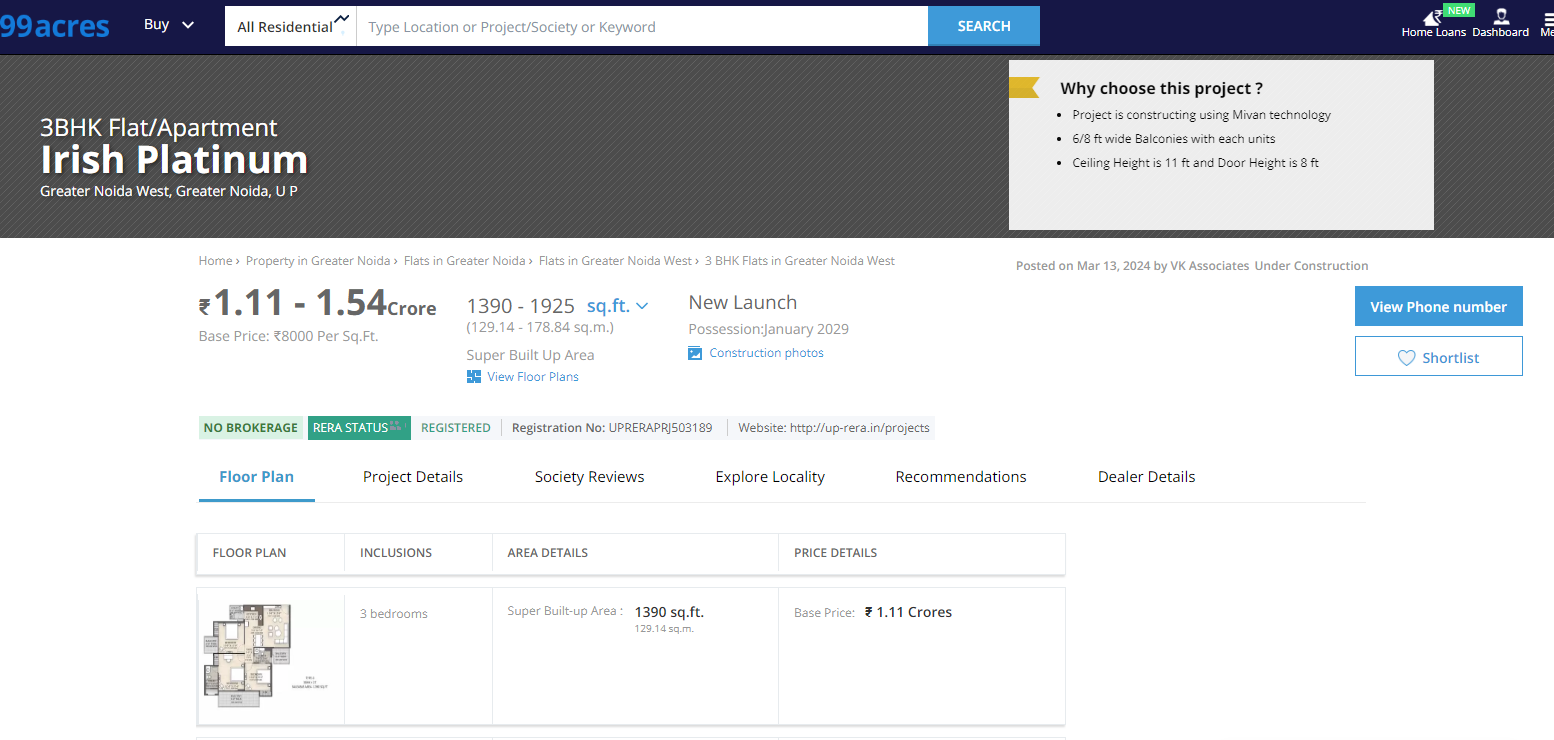 99acres
Buy
All Residential
Type Location or Project/Society or Keyword
SEARCH
NEW
Home Loans
Dashboard
Me
3BHK Flat/Apartment
Irish Platinum
Greater Noida West, Greater Noida, U P
Why choose this project ?
Project is constructing using Mivan technology
6/8 ft wide Balconies with each units
Ceiling Height is 11 ft and Door Height is 8 ft
Home › Property in Greater Noida › Flats in Greater Noida › Flats in Greater Noida West › 3 BHK Flats in Greater Noida West
Posted on Mar 13, 2024 by VK Associates Under Construction
₹1.11 - 1.54Crore
Base Price: ₹8000 Per Sq.Ft.
1390 - 1925 sq.ft.
(129.14 - 178.84 sq.m.)
Super Built Up Area
View Floor Plans
New Launch
Possession:January 2029
Construction photos
View Phone number
Shortlist
NO BROKERAGE
RERA STATUS
REGISTERED
Registration No: UPRERAPRJ503189
Website: http://up-rera.in/projects
Floor Plan
Project Details
Society Reviews
Explore Locality
Recommendations
Dealer Details
FLOOR PLAN
INCLUSIONS
AREA DETAILS
PRICE DETAILS
3 bedrooms
Super Built-up Area : 1390 sq.ft.
129.14 sq.m.
Base Price: ₹ 1.11 Crores